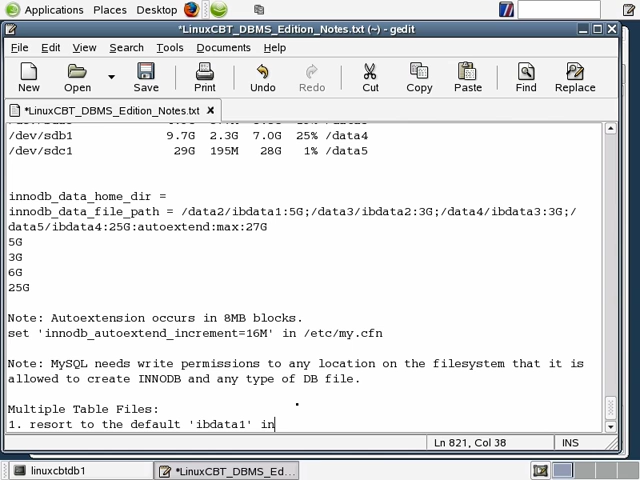 Applications Places Desktop
*LinuxCBT_DBMS_Edition_Notes.txt (~) - gedit
File Edit View Search Tools Documents Help
New Open Save Print Undo Redo Cut Copy Paste Find Replace
*LinuxCBT_DBMS_Edition_Notes.txt x
/dev/sdb1 9.7G 2.3G 7.0G 25% /data4
/dev/sdc1 29G 195M 28G 1% /data5
innodb_data_home_dir =
innodb_data_file_path = /data2/ibdata1:5G;/data3/ibdata2:3G;/data4/ibdata3:3G;/
data5/ibdata4:25G:autoextend:max:27G
5G
3G
6G
25G
Note: Autoextension occurs in 8MB blocks.
set 'innodb_autoextend_increment=16M' in /etc/my.cfn
Note: MySQL needs write permissions to any location on the filesystem that it is
allowed to create INNODB and any type of DB file.
Multiple Table Files:
1. resort to the default 'ibdata1' in
Ln 821, Col 38 INS
linuxcbtdb1 *LinuxCBT_DBMS_Ed...